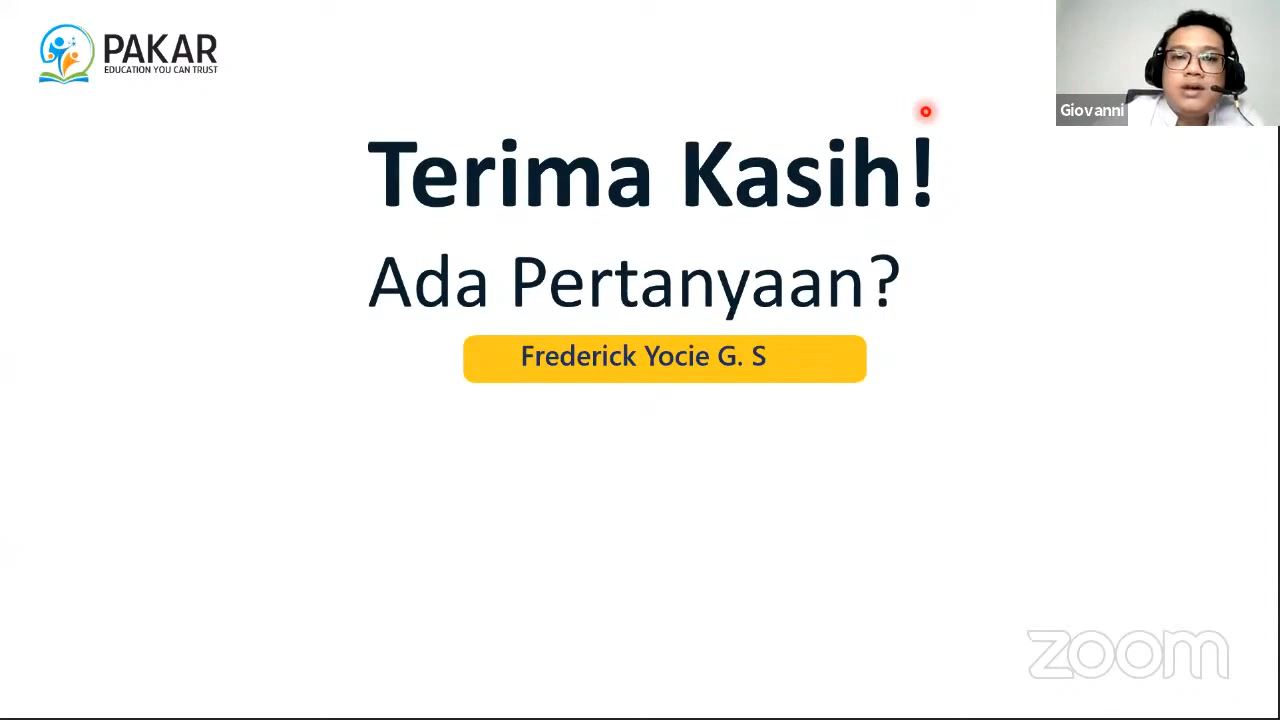 PAKAR
EDUCATION YOU CAN TRUST
Giovanni
Terima Kasih!
Ada Pertanyaan?
Frederick Yocie G. S
zoom